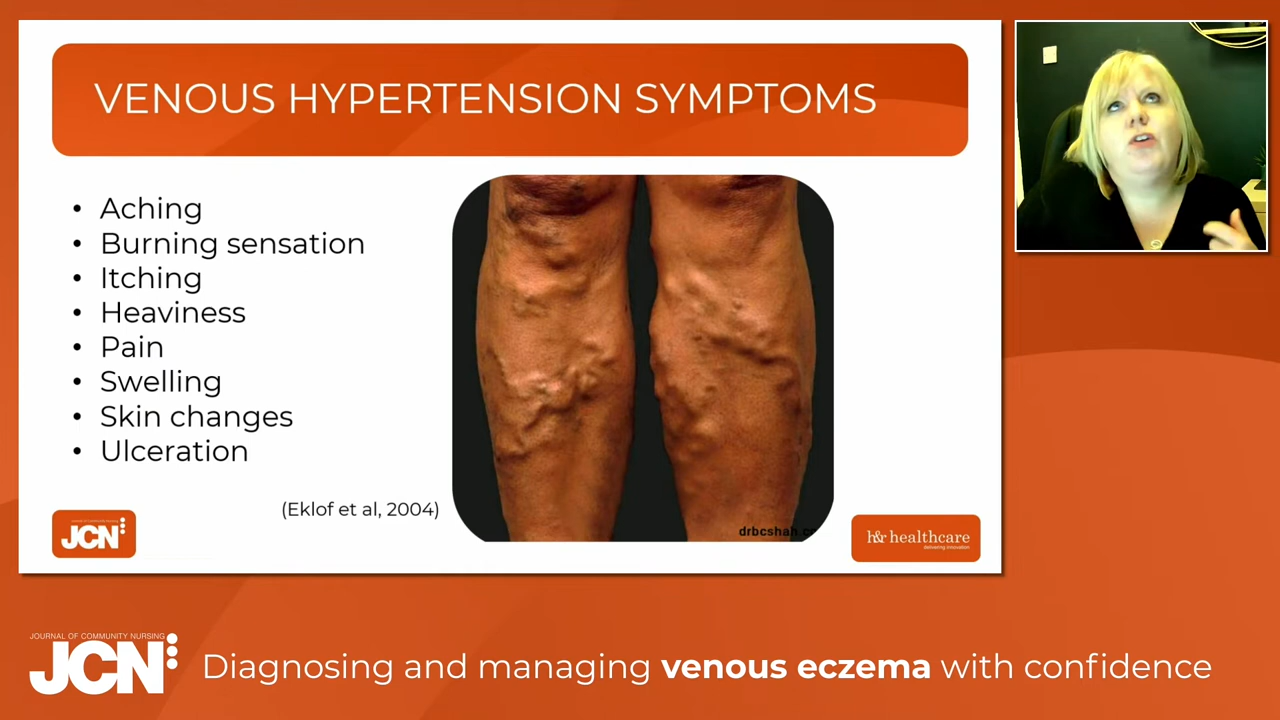 VENOUS HYPERTENSION SYMPTOMS
• Aching
• Burning sensation
• Itching
• Heaviness
• Pain
• Swelling
• Skin changes
• Ulceration
(Eklof et al, 2004)
JCN
drbcshah.c
h&r healthcare
delivering innovation.
JOURNAL OF COMMUNITY NURSING
JCN
Diagnosing and managing venous eczema with confidence